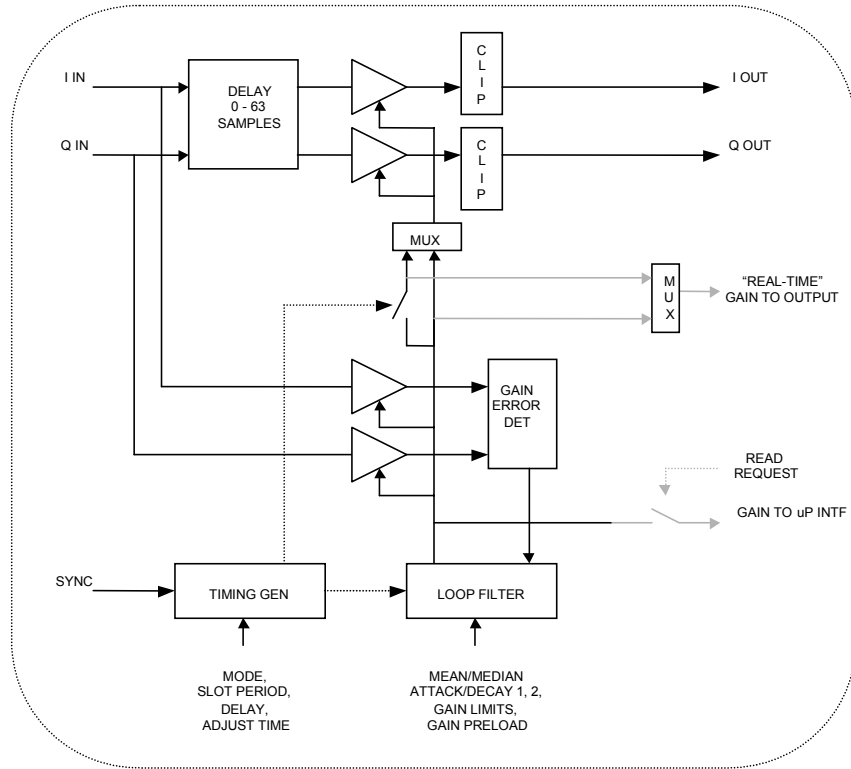 I IN
DELAY
0 - 63
SAMPLES
C
L
I
P
I OUT
Q IN
C
L
I
P
Q OUT
MUX
M
U
X
“REAL-TIME”
GAIN TO OUTPUT
GAIN
ERROR
DET
READ
REQUEST
GAIN TO uP INTF
SYNC
TIMING GEN
LOOP FILTER
MODE,
SLOT PERIOD,
DELAY,
ADJUST TIME
MEAN/MEDIAN
ATTACK/DECAY 1, 2,
GAIN LIMITS,
GAIN PRELOAD